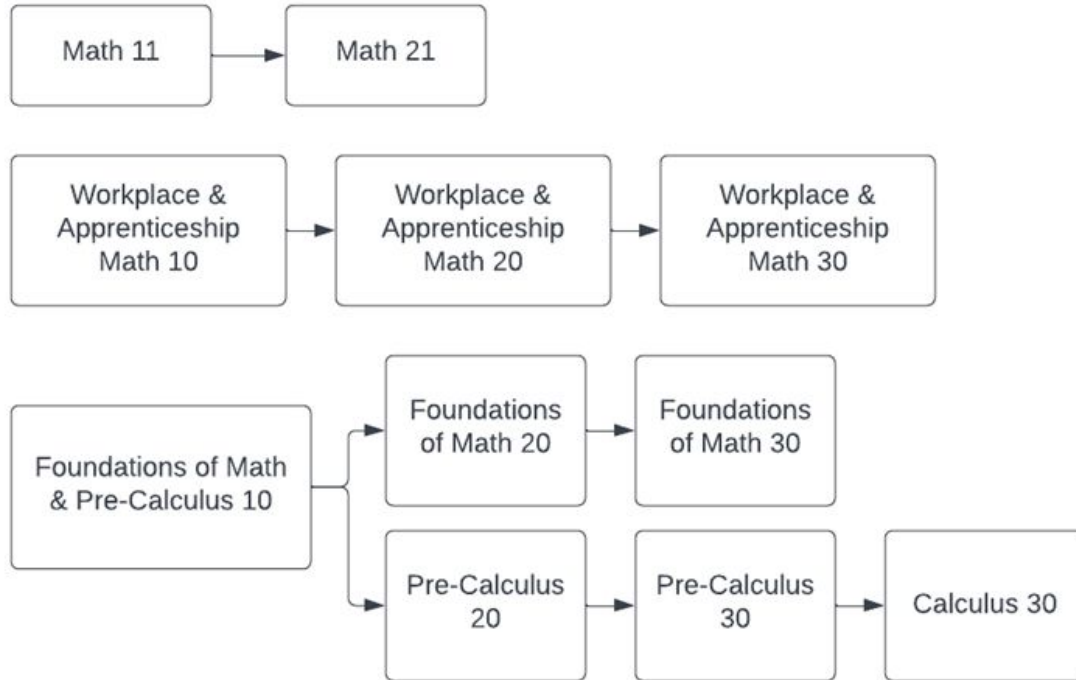 Math 11
Math 21
Workplace &
Apprenticeship
Math 10
Workplace &
Apprenticeship
Math 20
Workplace &
Apprenticeship
Math 30
Foundations of Math
& Pre-Calculus 10
Foundations
of Math 20
Foundations
of Math 30
Pre-Calculus
20
Pre-Calculus
30
Calculus 30